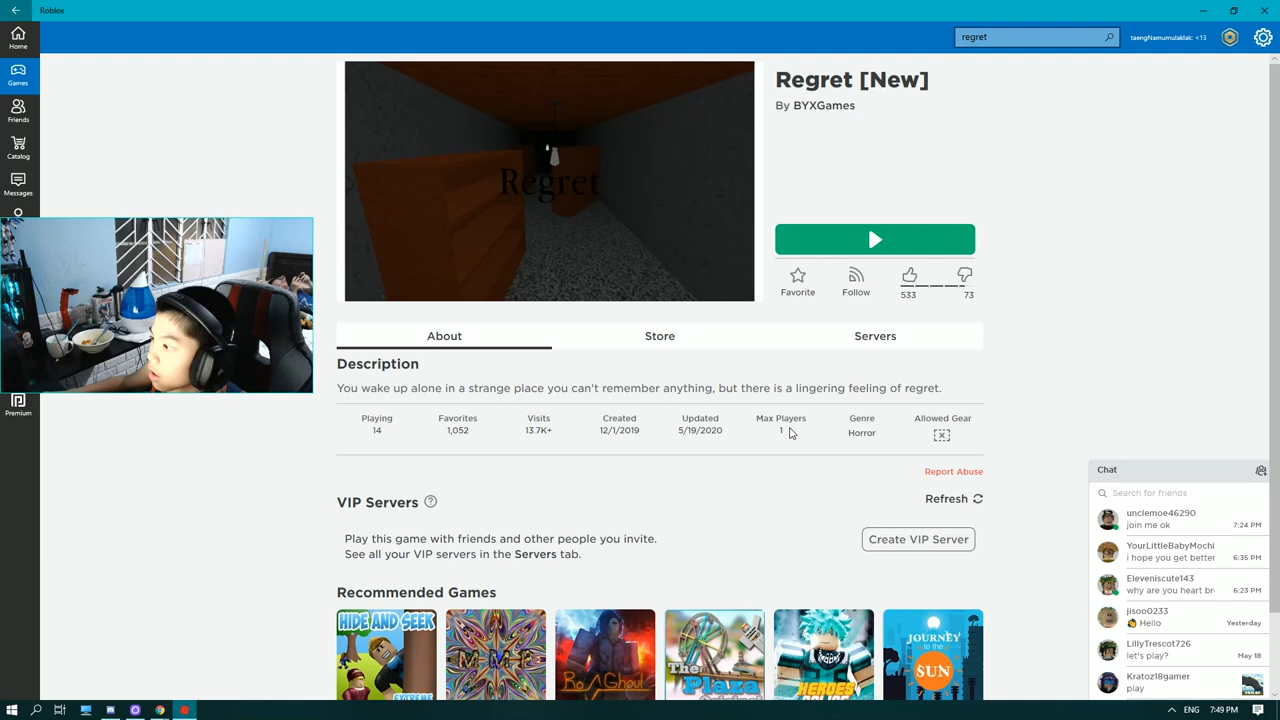 Roblox
Home
regret
taengNamumulaklak: <13
Games
Friends
Catalog
Messages
Premium
Regret
Regret [New]
By BYXGames
Favorite
Follow
533
73
About
Store
Servers
Description
You wake up alone in a strange place you can't remember anything, but there is a lingering feeling of regret.
Playing
Favorites
Visits
Created
Updated
Max Players
Genre
Allowed Gear
14
1,052
13.7K+
12/1/2019
5/19/2020
1
Horror
Report Abuse
VIP Servers ?
Refresh
Play this game with friends and other people you invite.
See all your VIP servers in the Servers tab.
Create VIP Server
Recommended Games
HIDE AND SEEK
EXTREME
MMP
Ro-Ghoul
The Plaza
HEROES
JOURNEY
to the
SUN
Chat
Search for friends
unclemoe46290
join me ok
7:24 PM
YourLittleBabyMochi
i hope you get better
6:35 PM
Eleveniscute143
why are you heart br
6:23 PM
jisoo0233
Hello
Yesterday
LillyTrescot726
let's play?
May 18
Kratoz18gamer
play
ENG
7:49 PM